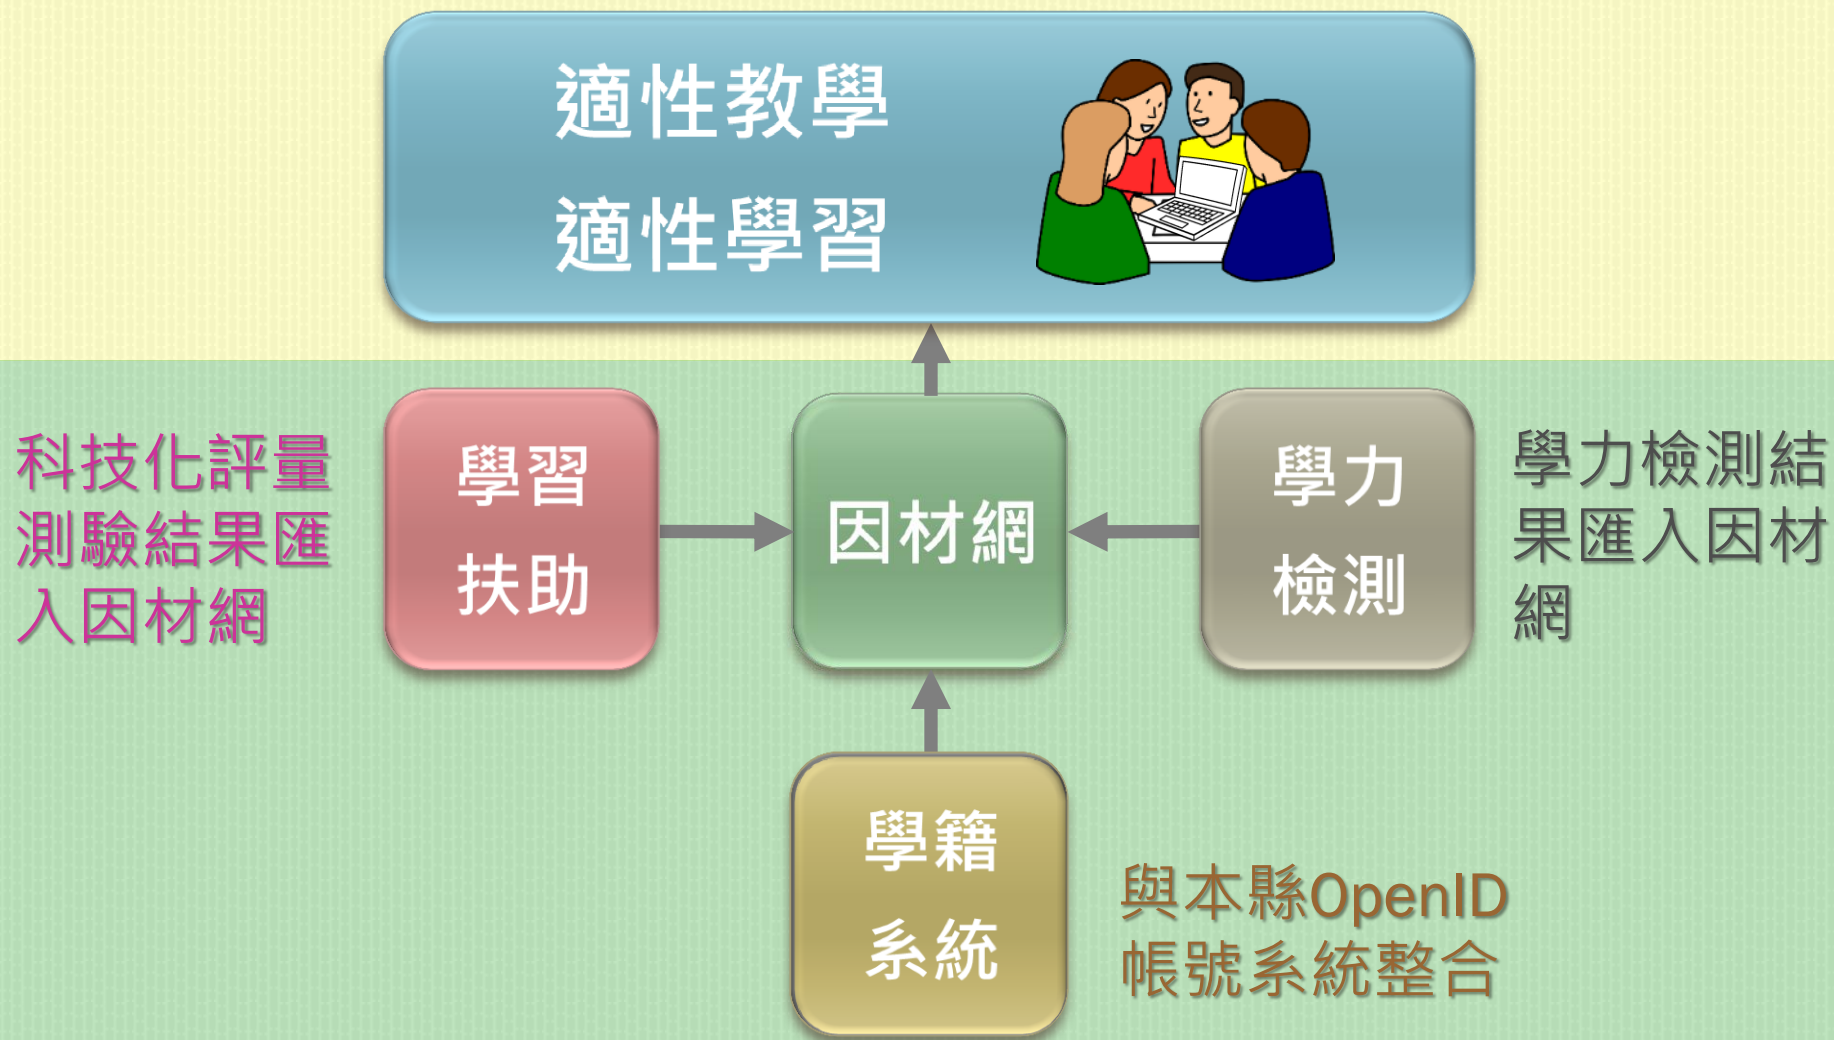 適性教學
適性學習
科技化評量
測驗結果匯
入因材網
學習
扶助
因材網
學力
檢測
學力檢測結
果匯入因材
網
學籍
系統
與本縣OpenID
帳號系統整合